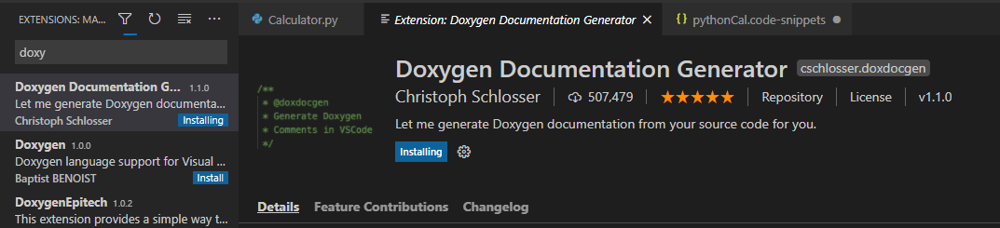 EXTENSIONS: MA...
doxy
Doxygen Documentation G... 1.1.0
Let me generate Doxygen documenta...
Christoph Schlosser Installing
Doxygen 1.0.0
Doxygen language support for Visual ...
Baptist BENOIST Install
DoxygenEpitech 1.0.2
This extension provides a simple way t...
Calculator.py Extension: Doxygen Documentation Generator {} pythonCal.code-snippets
/**
* @doxdocgen
* Generate Doxygen
* Comments in VSCode
*/
Doxygen Documentation Generator cschlosser.doxdocgen
Christoph Schlosser 507,479 ★★★★★ Repository License v1.1.0
Let me generate Doxygen documentation from your source code for you.
Installing
Details Feature Contributions Changelog